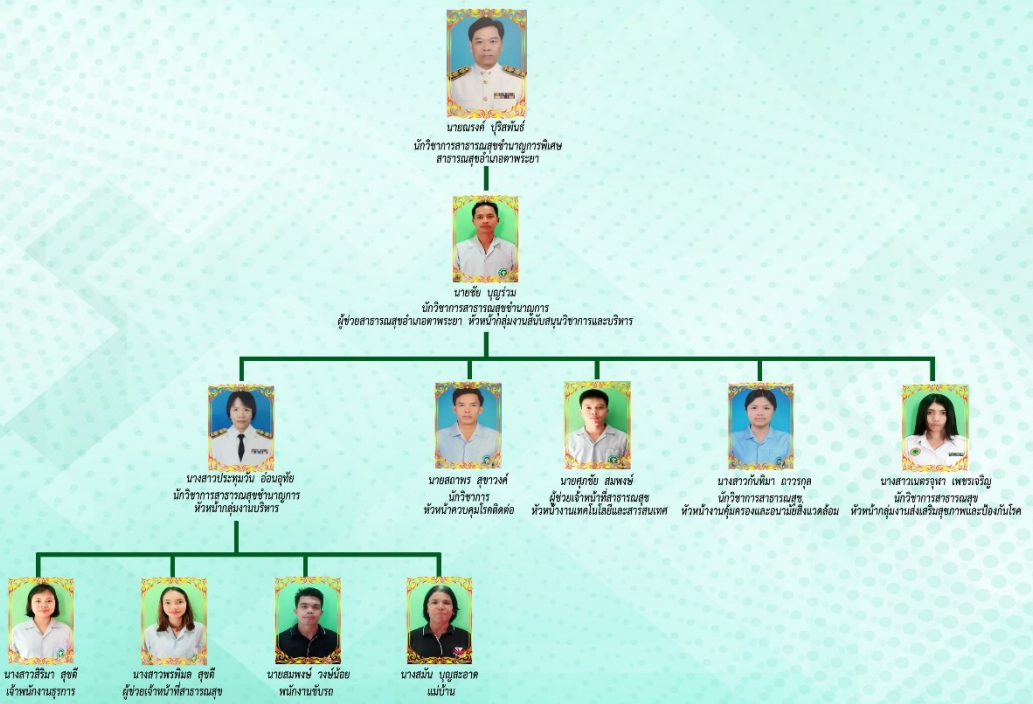 นายณรงค์ ปุริสพันธ์
นักวิชาการสาธารณสุขชำนาญการพิเศษ
สาธารณสุขอำเภอตาพระยา
นายชัย บุญร่วม
นักวิชาการสาธารณสุขชำนาญการ
ผู้ช่วยสาธารณสุขอำเภอตาพระยา หัวหน้ากลุ่มงานสนับสนุนวิชาการและบริหาร
นางสาวประทุมวัน อ่อนอุทัย
นักวิชาการสาธารณสุขชำนาญการ
หัวหน้ากลุ่มงานบริหาร
นายสถาพร สุขาวงค์
นักวิชาการ
หัวหน้าควบคุมโรคติดต่อ
นายศุภชัย สมพงษ์
ผู้ช่วยเจ้าหน้าที่สาธารณสุข
หัวหน้างานเทคโนโลยีและสารสนเทศ
นางสาวกันทิมา ถาวรกุล
นักวิชาการสาธารณสุข
หัวหน้างานคุ้มครองและอนามัยสิ่งแวดล้อม
นางสาวเนตรจุฬา เพชรเจริญ
นักวิชาการสาธารณสุข
หัวหน้ากลุ่มงานส่งเสริมสุขภาพและป้องกันโรค
นางสาวสิริมา สุขดี
เจ้าพนักงานธุรการ
นางสาวพรพิมล สุขดี
ผู้ช่วยเจ้าหน้าที่สาธารณสุข
นายสมพงษ์ วงษ์น้อย
พนักงานขับรถ
นางสมัน บุญสะอาด
แม่บ้าน